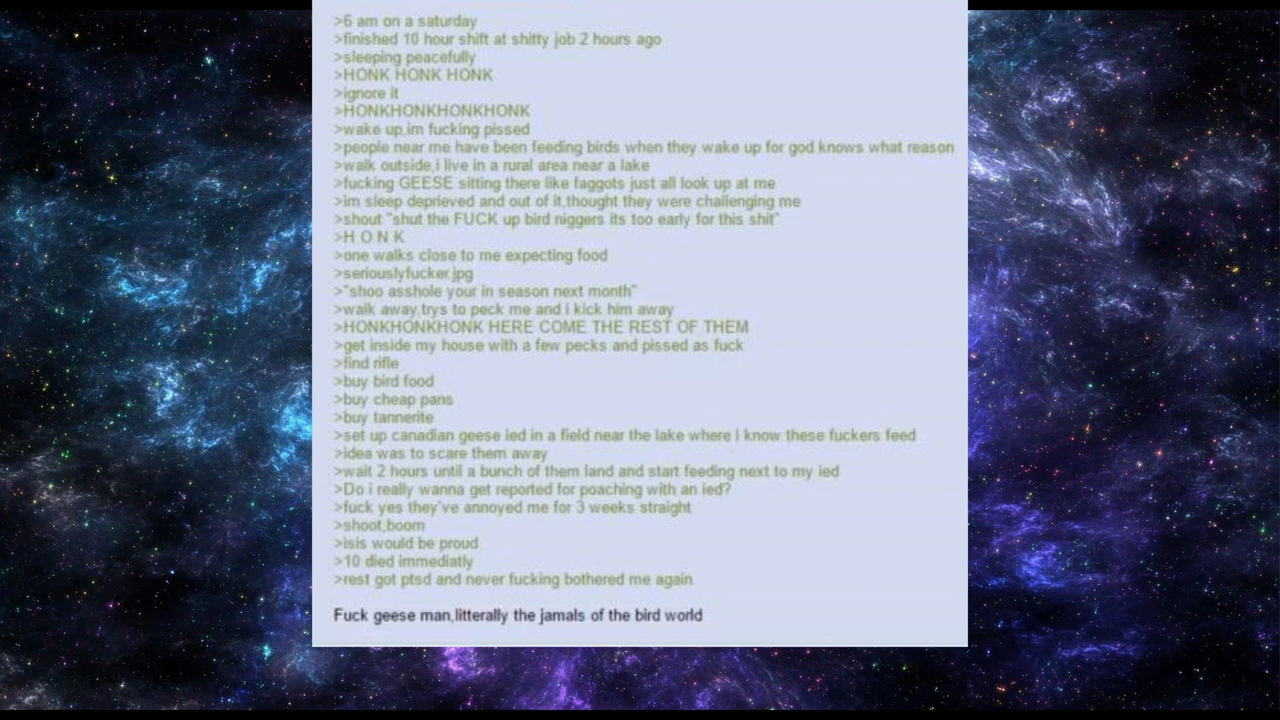 >6 am on a saturday
>finished 10 hour shift at shitty job 2 hours ago
>sleeping peacefully
>HONK HONK HONK
>ignore it
>HONKHONKHONKHONK
>wake up,im fucking pissed
>people near me have been feeding birds when they wake up for god knows what reason
>walk outside,i live in a rural area near a lake
>fucking GEESE sitting there like faggots just all look up at me
>im sleep deprieved and out of it,thought they were challenging me
>shout "shut the FUCK up bird niggers its too early for this shit"
>H O N K
>one walks close to me expecting food
>seriouslyfucker.jpg
>"shoo asshole your in season next month"
>walk away,trys to peck me and i kick him away
>HONKHONKHONK HERE COME THE REST OF THEM
>get inside my house with a few pecks and pissed as fuck
>find rifle
>buy bird food
>buy cheap pans
>buy tannerite
>set up canadian geese ied in a field near the lake where i know these fuckers feed
>idea was to scare them away
>wait 2 hours until a bunch of them land and start feeding next to my ied
>Do i really wanna get reported for poaching with an ied?
>fuck yes they've annoyed me for 3 weeks straight
>shoot,boom
>isis would be proud
>10 died immediatly
>rest got ptsd and never fucking bothered me again
Fuck geese man,litterally the jamals of the bird world